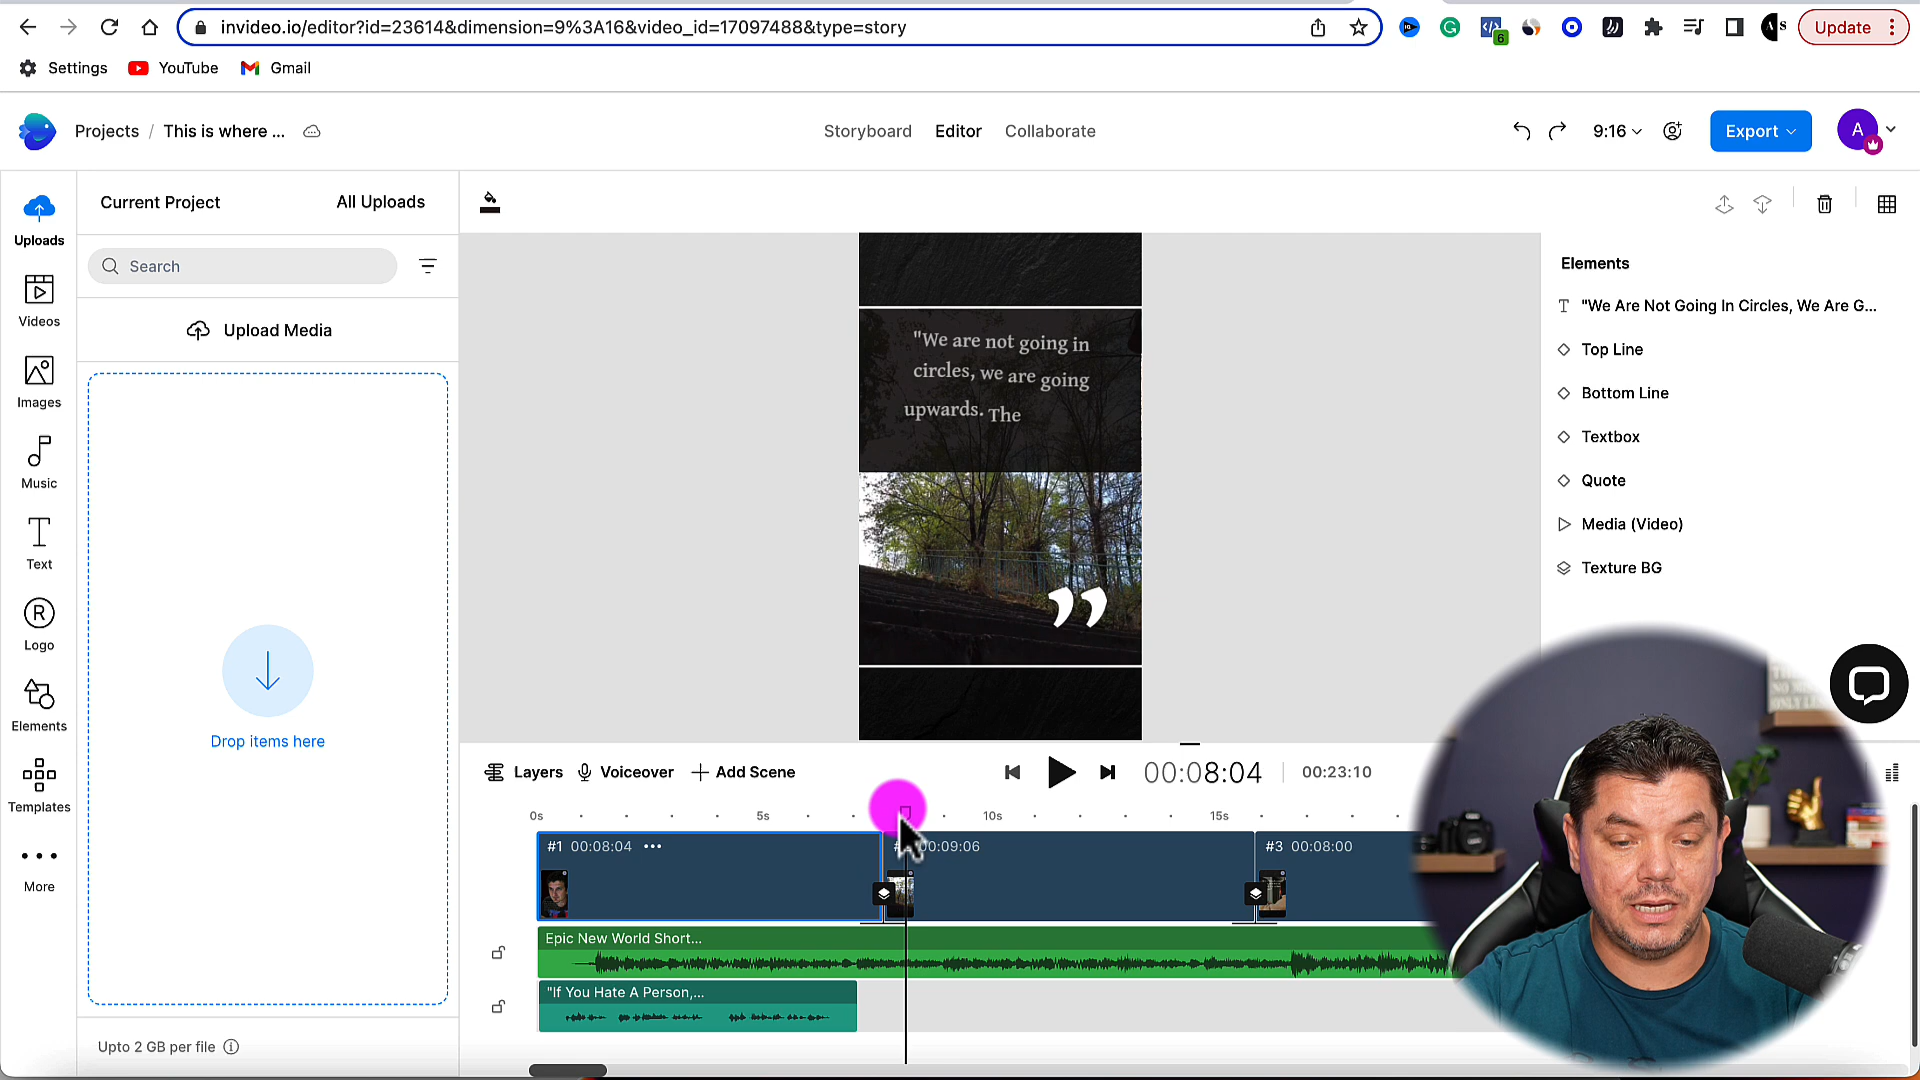 invideo.io/editor?id=23614&dimension=9%3A16&video_id=17097488&type=story
6
Update
Settings
YouTube
Gmail
Projects / This is where ...
Storyboard
Editor
Collaborate
9:16
Export
A
Current Project
All Uploads
Search
Upload Media
Drop items here
Upto 2 GB per file
Uploads
Videos
Images
Music
Text
Logo
Elements
Templates
More
"We are not going in
circles, we are going
upwards. The
”
Elements
"We Are Not Going In Circles, We Are G...
Top Line
Bottom Line
Textbox
Quote
Media (Video)
Texture BG
Layers
Voiceover
Add Scene
00:08:04
00:23:10
0s
5s
10s
15s
#1 00:08:04
00:09:06
#3 00:08:00
Epic New World Short...
"If You Hate A Person,...